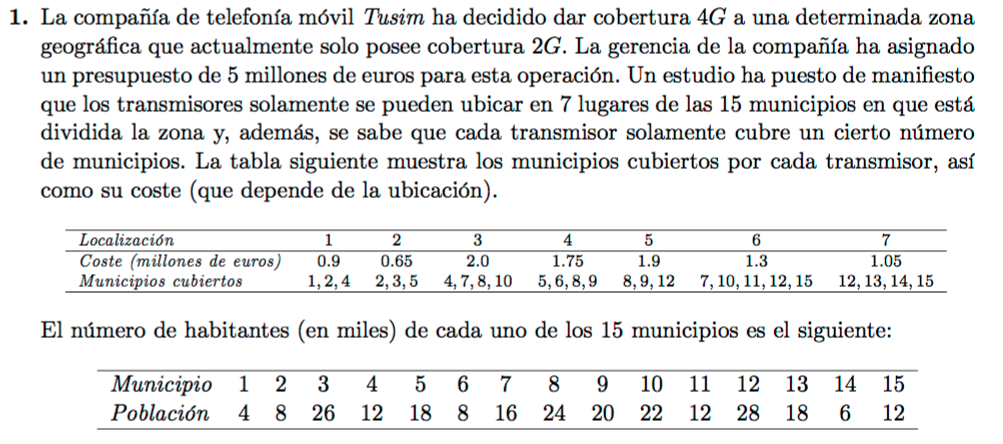 1. La compañía de telefonía móvil Tusim ha decidido dar cobertura 4G a una determinada zona
geográfica que actualmente solo posee cobertura 2G. La gerencia de la compañía ha asignado
un presupuesto de 5 millones de euros para esta operación. Un estudio ha puesto de manifiesto
que los transmisores solamente se pueden ubicar en 7 lugares de las 15 municipios en que está
dividida la zona y, además, se sabe que cada transmisor solamente cubre un cierto número
de municipios. La tabla siguiente muestra los municipios cubiertos por cada transmisor, así
como su coste (que depende de la ubicación).
Localización 1 2 3 4 5 6 7
Coste (millones de euros) 0.9 0.65 2.0 1.75 1.9 1.3 1.05
Municipios cubiertos 1, 2, 4 2, 3, 5 4, 7, 8, 10 5, 6, 8, 9 8, 9, 12 7, 10, 11, 12, 15 12, 13, 14, 15
El número de habitantes (en miles) de cada uno de los 15 municipios es el siguiente:
Municipio 1 2 3 4 5 6 7 8 9 10 11 12 13 14 15
Población 4 8 26 12 18 8 16 24 20 22 12 28 18 6 12